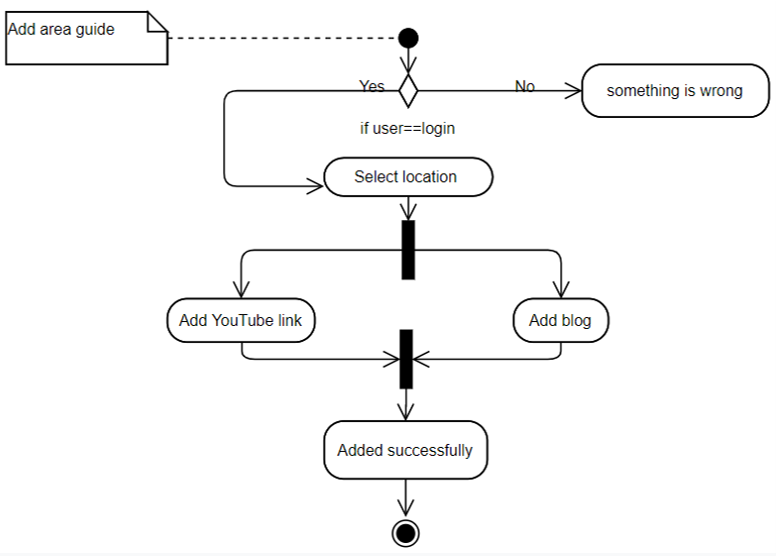 Add area guide
Yes
No
something is wrong
if user==login
Select location
Add YouTube link
Add blog
Added successfully